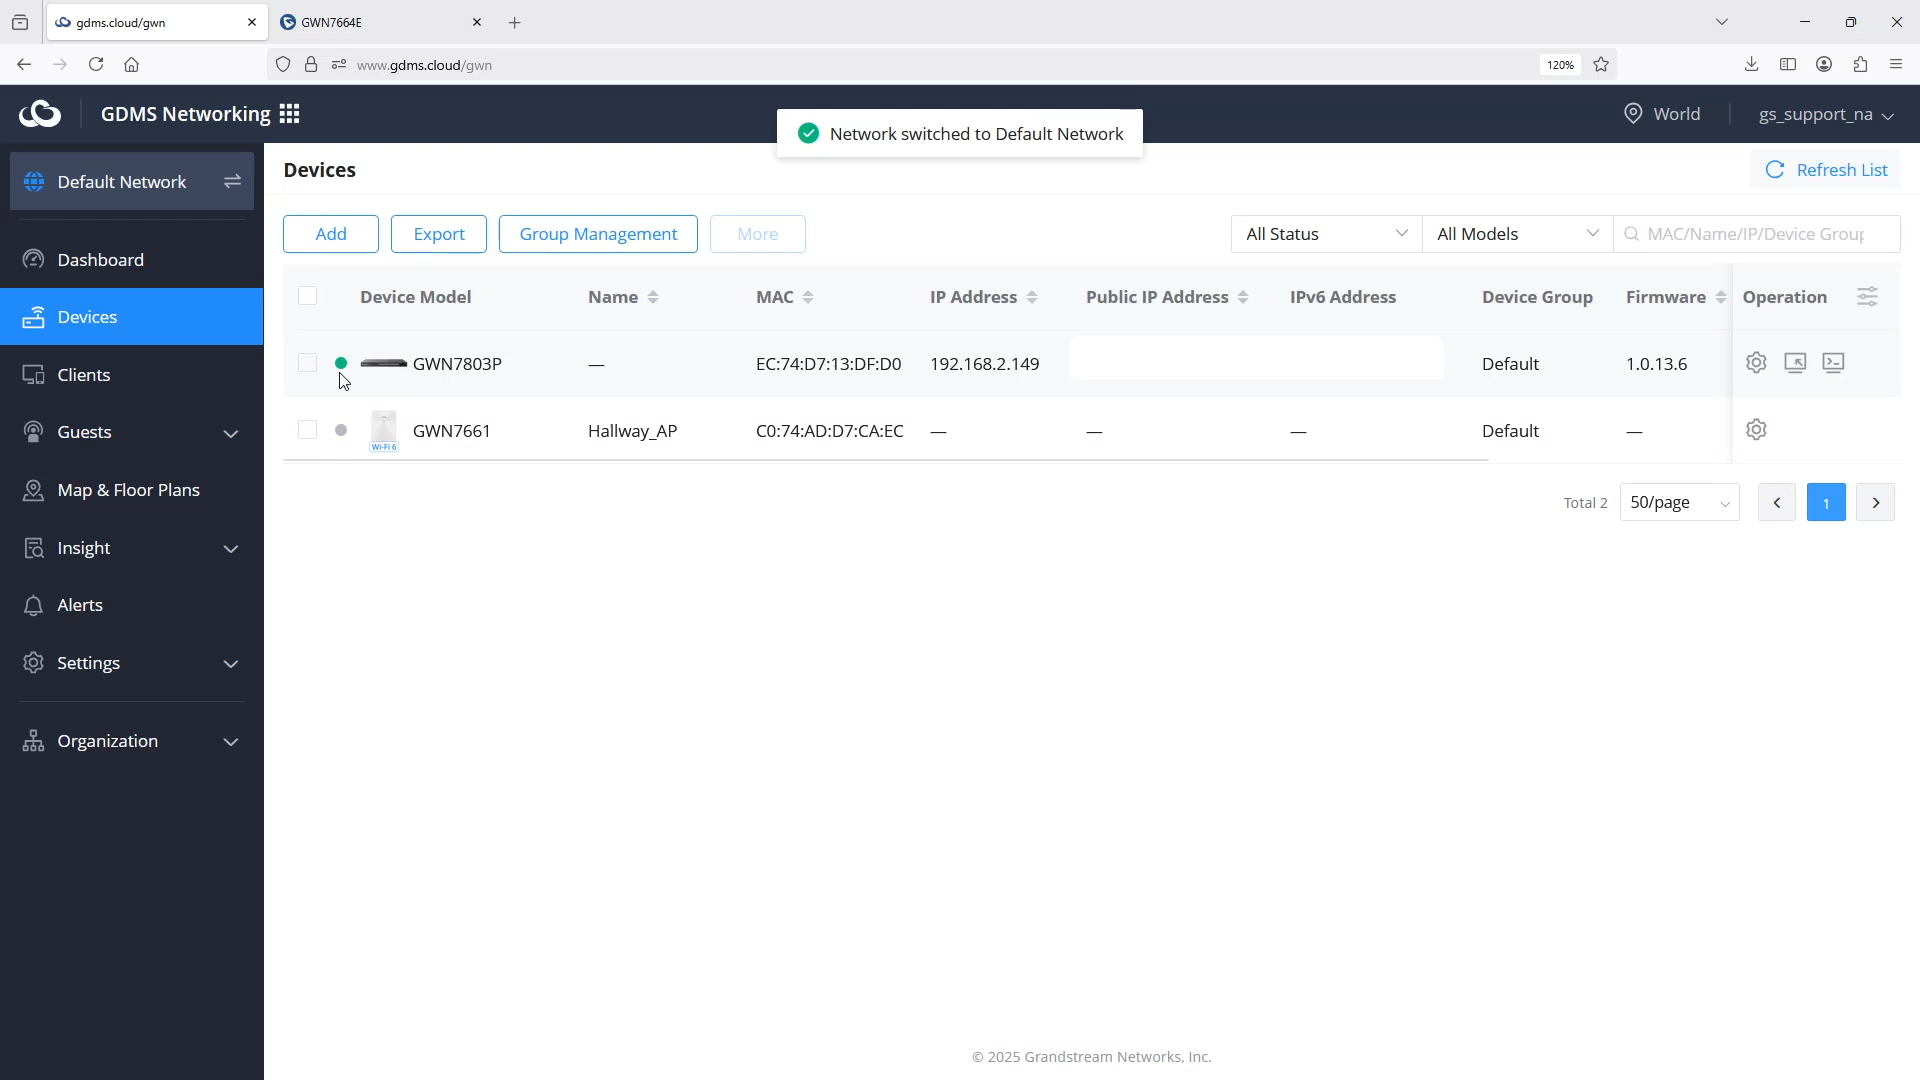 gdms.cloud/gwn
GWN7664E
www.gdms.cloud/gwn
120%
GDMS Networking
World
gs_support_na
Network switched to Default Network
Default Network
Devices
Refresh List
Add
Export
Group Management
More
All Status
All Models
MAC/Name/IP/Device Group
Dashboard
Devices
Clients
Guests
Map & Floor Plans
Insight
Alerts
Settings
Organization
Device Model Name MAC IP Address Public IP Address IPv6 Address Device Group Firmware Operation
GWN7803P — EC:74:D7:13:DF:D0 192.168.2.149 Default 1.0.13.6
Wi-Fi 6
GWN7661 Hallway_AP C0:74:AD:D7:CA:EC — — — Default —
Total 2 50/page 1
© 2025 Grandstream Networks, Inc.